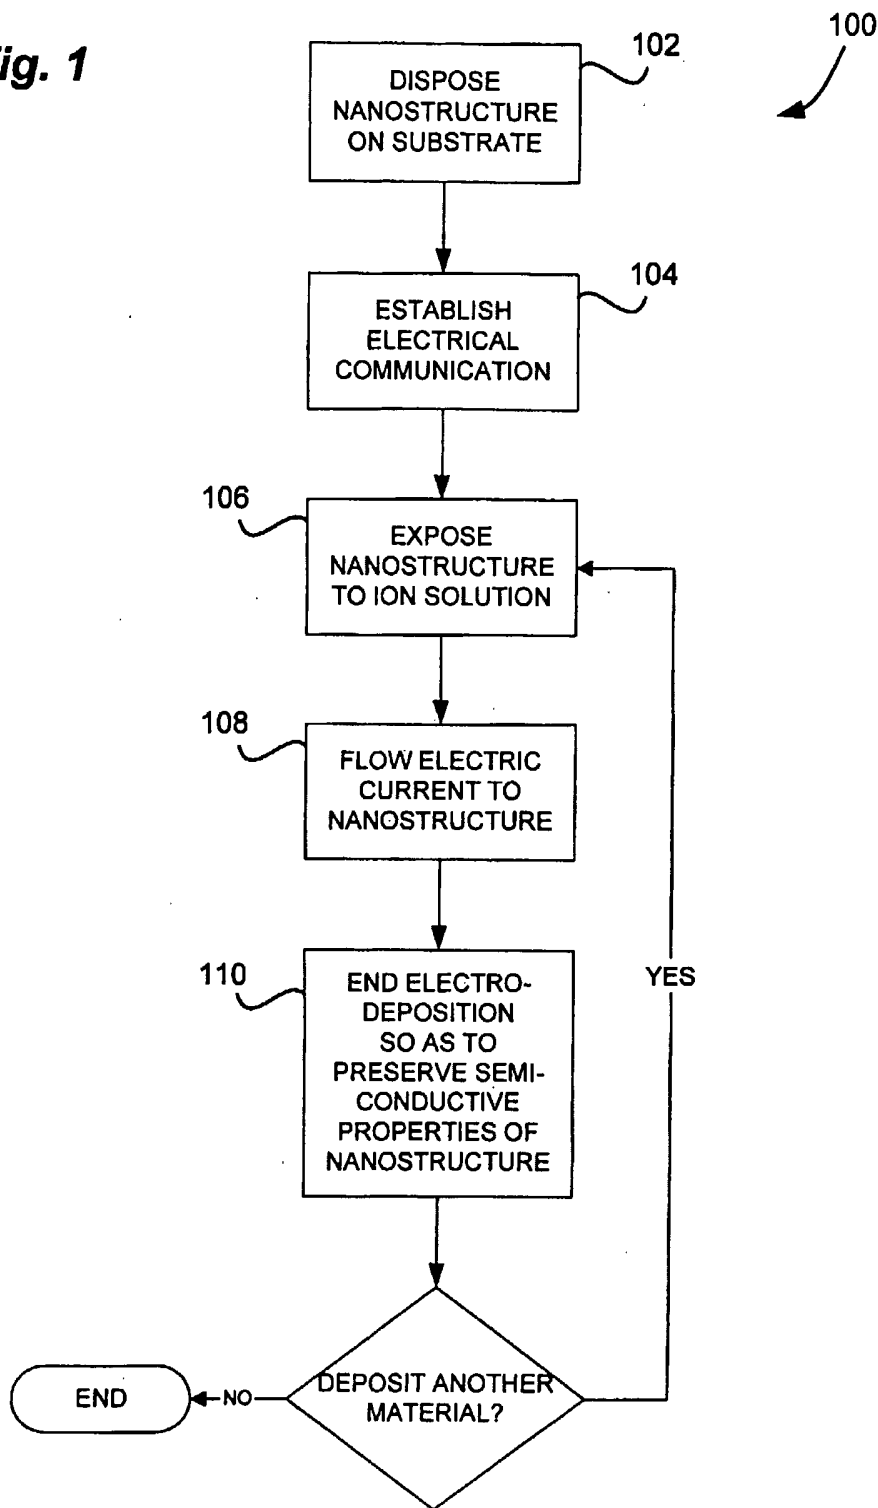 ig. 1
100
102
DISPOSE
NANOSTRUCTURE
ON SUBSTRATE
104
ESTABLISH
ELECTRICAL
COMMUNICATION
106
EXPOSE
NANOSTRUCTURE
TO ION SOLUTION
108
FLOW ELECTRIC
CURRENT TO
NANOSTRUCTURE
110
END ELECTRO-
DEPOSITION
SO AS TO
PRESERVE SEMI-
CONDUCTIVE
PROPERTIES OF
NANOSTRUCTURE
YES
DEPOSIT ANOTHER
MATERIAL?
NO
END